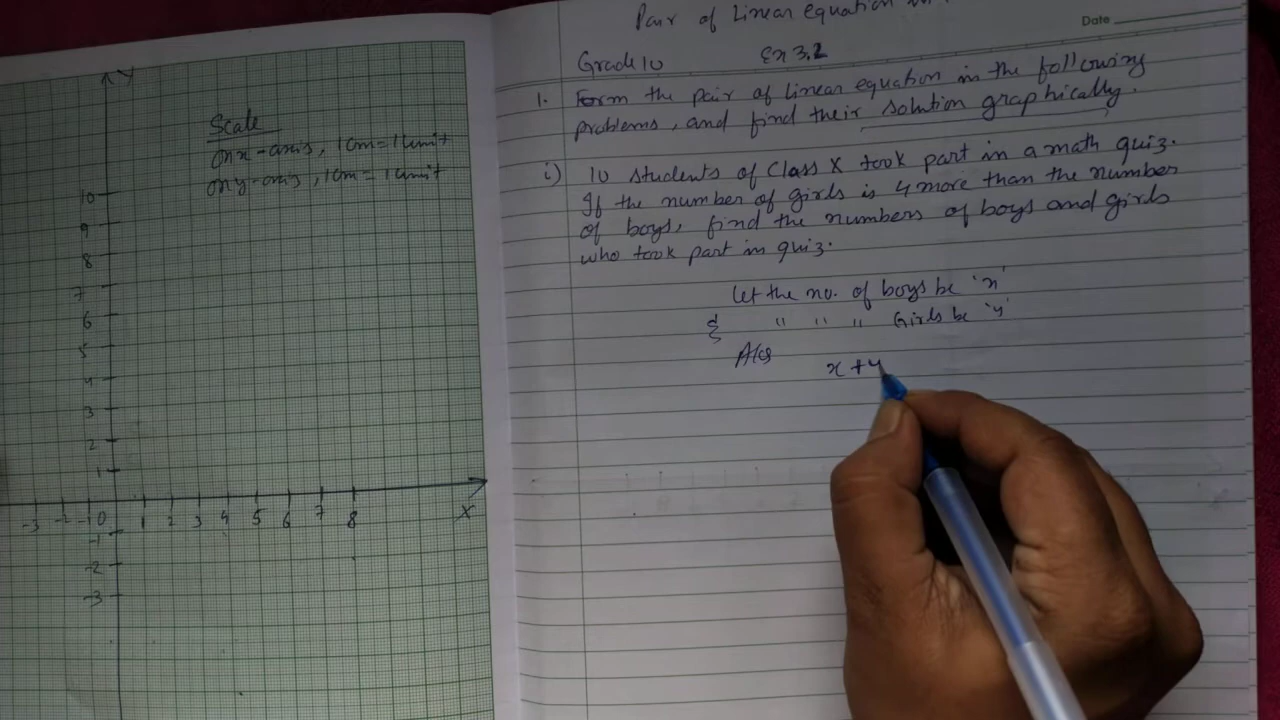 Y
Scale
on x-axis, 1cm = 1 unit
on y-axis, 1cm = 1 unit
10
9
8
7
6
5
4
3
2
1
-3 -2 -1 0 1 2 3 4 5 6 7 8 X
-1
-2
-3
Pair of Linear equation in
Date
Grade 10 Ex 3.2
1. Form the pair of linear equation in the following
problems, and find their solution graphically.
i) 10 students of Class X took part in a math quiz.
If the number of girls is 4 more than the number
of boys, find the numbers of boys and girls
who took part in quiz.
Let the no. of boys be 'x'
& " " " Girls be 'y'
A/Q
x + y